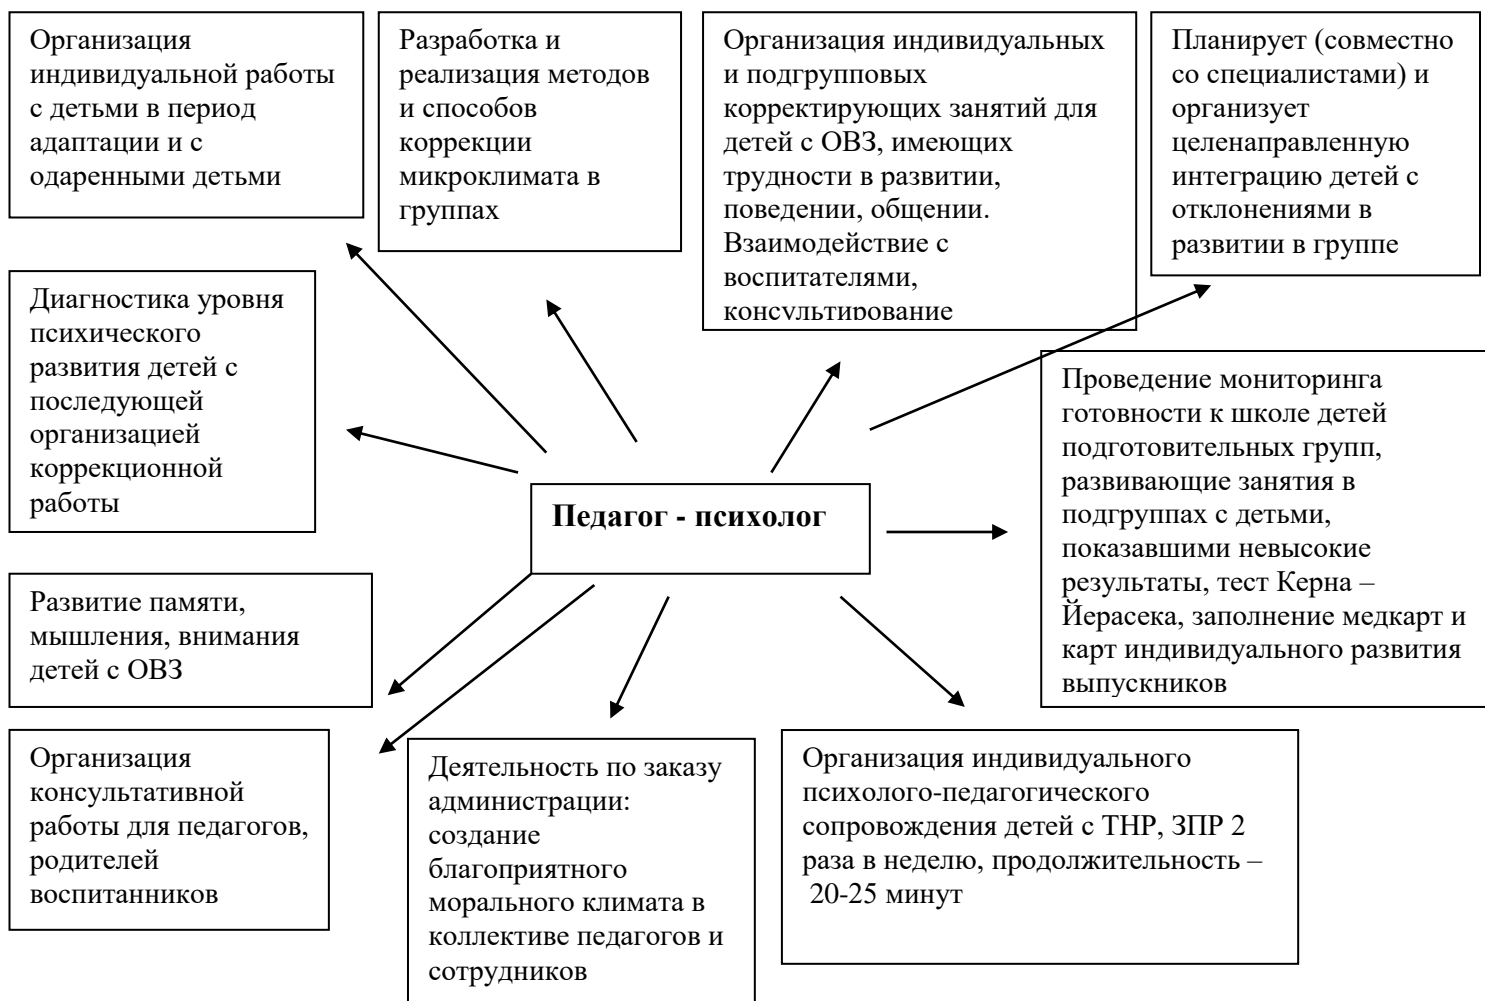 Организация
индивидуальной работы
с детьми в период
адаптации и с
одаренными детьми
Разработка и
реализация методов
и способов
коррекции
микроклимата в
группах
Организация индивидуальных
и подгрупповых
корректирующих занятий для
детей с ОВЗ, имеющих
трудности в развитии,
поведении, общении.
Взаимодействие с
воспитателями,
консультирование
Планирует (совместно
со специалистами) и
организует
целенаправленную
интеграцию детей с
отклонениями в
развитии в группе
Диагностика уровня
психического
развития детей с
последующей
организацией
коррекционной
работы
Проведение мониторинга
готовности к школе детей
подготовительных групп,
развивающие занятия в
подгруппах с детьми,
показавшими невысокие
результаты, тест Керна –
Йерасека, заполнение медкарт и
карт индивидуального развития
выпускников
Педагог - психолог
Развитие памяти,
мышления, внимания
детей с ОВЗ
Организация
консультативной
работы для педагогов,
родителей
воспитанников
Деятельность по заказу
администрации:
создание
благоприятного
морального климата в
коллективе педагогов и
сотрудников
Организация индивидуального
психолого-педагогического
сопровождения детей с ТНР, ЗПР 2
раза в неделю, продолжительность –
20-25 минут